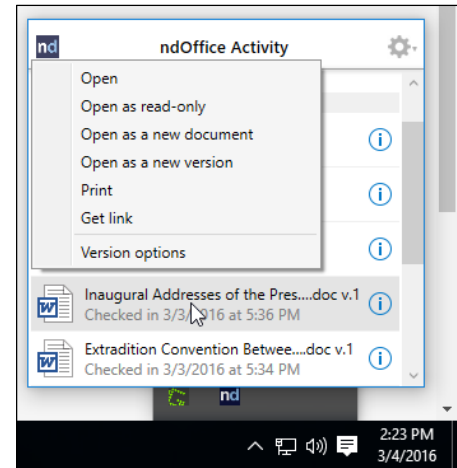 nd ndOffice Activity
Open
Open as read-only
Open as a new document
Open as a new version
Print
Get link
Version options
Inaugural Addresses of the Pres....doc v.1
Checked in 3/3/2016 at 5:36 PM
Extradition Convention Betwee....doc v.1
Checked in 3/3/2016 at 5:34 PM
nd
2:23 PM
3/4/2016